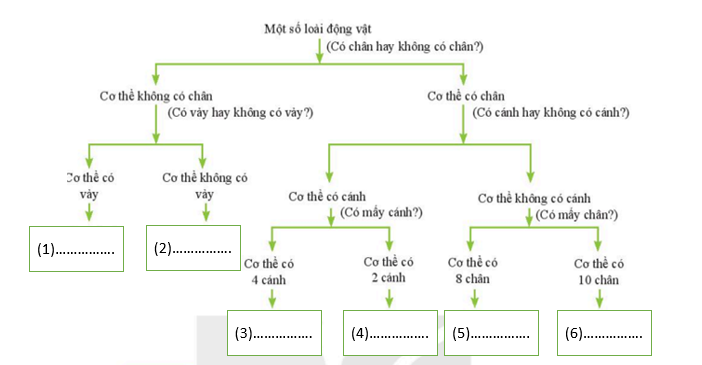 Một số loài động vật
(Có chân hay không có chân?)
Cơ thể không có chân
(Có vảy hay không có vảy?)
Cơ thể có chân
(Có cánh hay không có cánh?)
Cơ thể có
vảy
Cơ thể không có
vảy
Cơ thể có cánh
(Có mấy cánh?)
Cơ thể không có cánh
(Có mấy chân?)
(1)................
(2)................
Cơ thể có
4 cánh
Cơ thể có
2 cánh
Cơ thể có
8 chân
Cơ thể có
10 chân
(3)................
(4)................
(5)................
(6)................